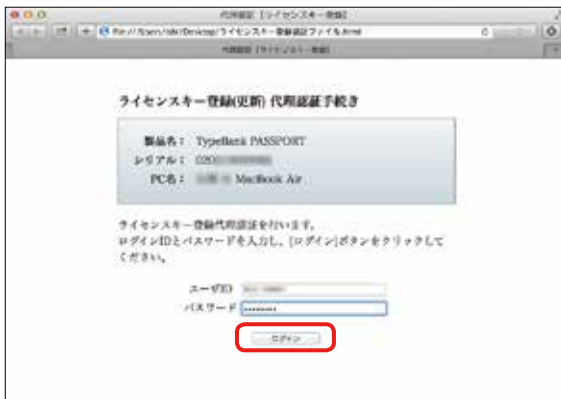 代理認証 [ライセンスキー登録]
代理認証 [ライセンスキー登録]
ライセンスキー登録(更新) 代理認証手続き
製品名： TypeBank PASSPORT
シリアル： 020
PC名： MacBook Air
ライセンスキー登録代理認証を行います。
ログインIDとパスワードを入力し、[ログイン]ボタンをクリックして
ください。
ユーザID
パスワード
ログイン